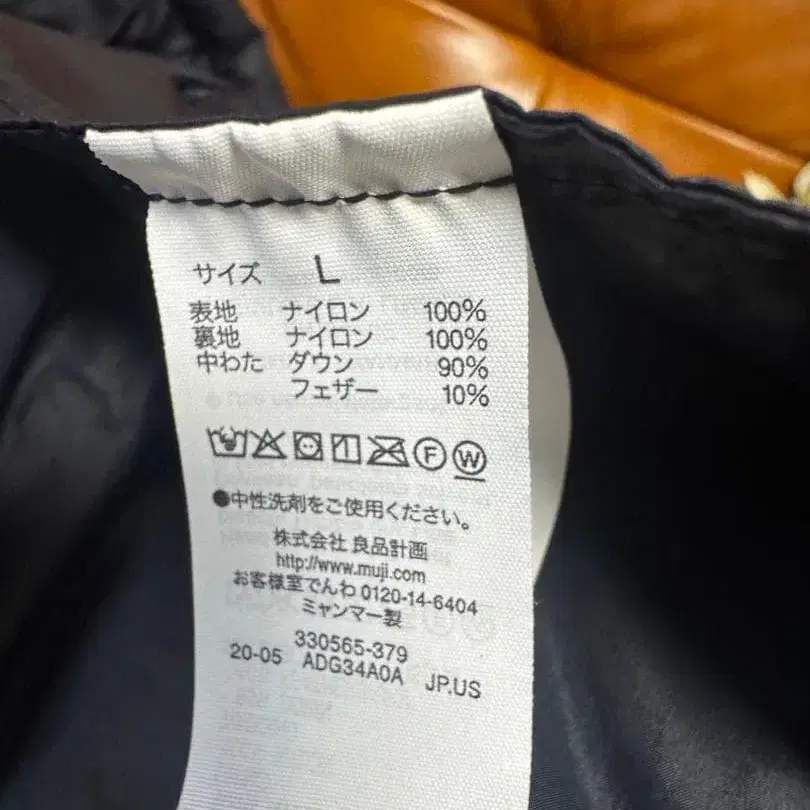 サイズ L
表地 ナイロン 100%
裏地 ナイロン 100%
中わた ダウン 90%
フェザー 10%
F W
●中性洗剤をご使用ください。
株式会社 良品計画
http://www.muji.com
お客様室でんわ 0120-14-6404
ミャンマー製
330565-379
20-05 ADG34A0A JP.US